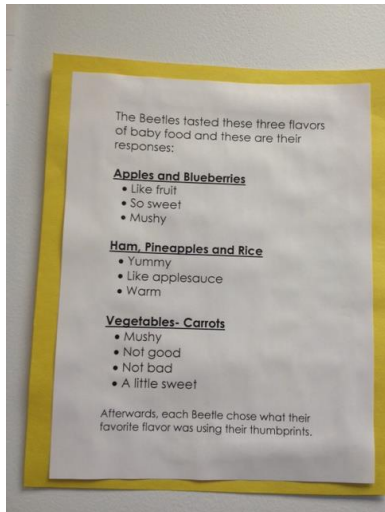 The Beetles tasted these three flavors
of baby food and these are their
responses:
Apples and Blueberries
• Like fruit
• So sweet
• Mushy
Ham, Pineapples and Rice
• Yummy
• Like applesauce
• Warm
Vegetables- Carrots
• Mushy
• Not good
• Not bad
• A little sweet
Afterwards, each Beetle chose what their
favorite flavor was using their thumbprints.